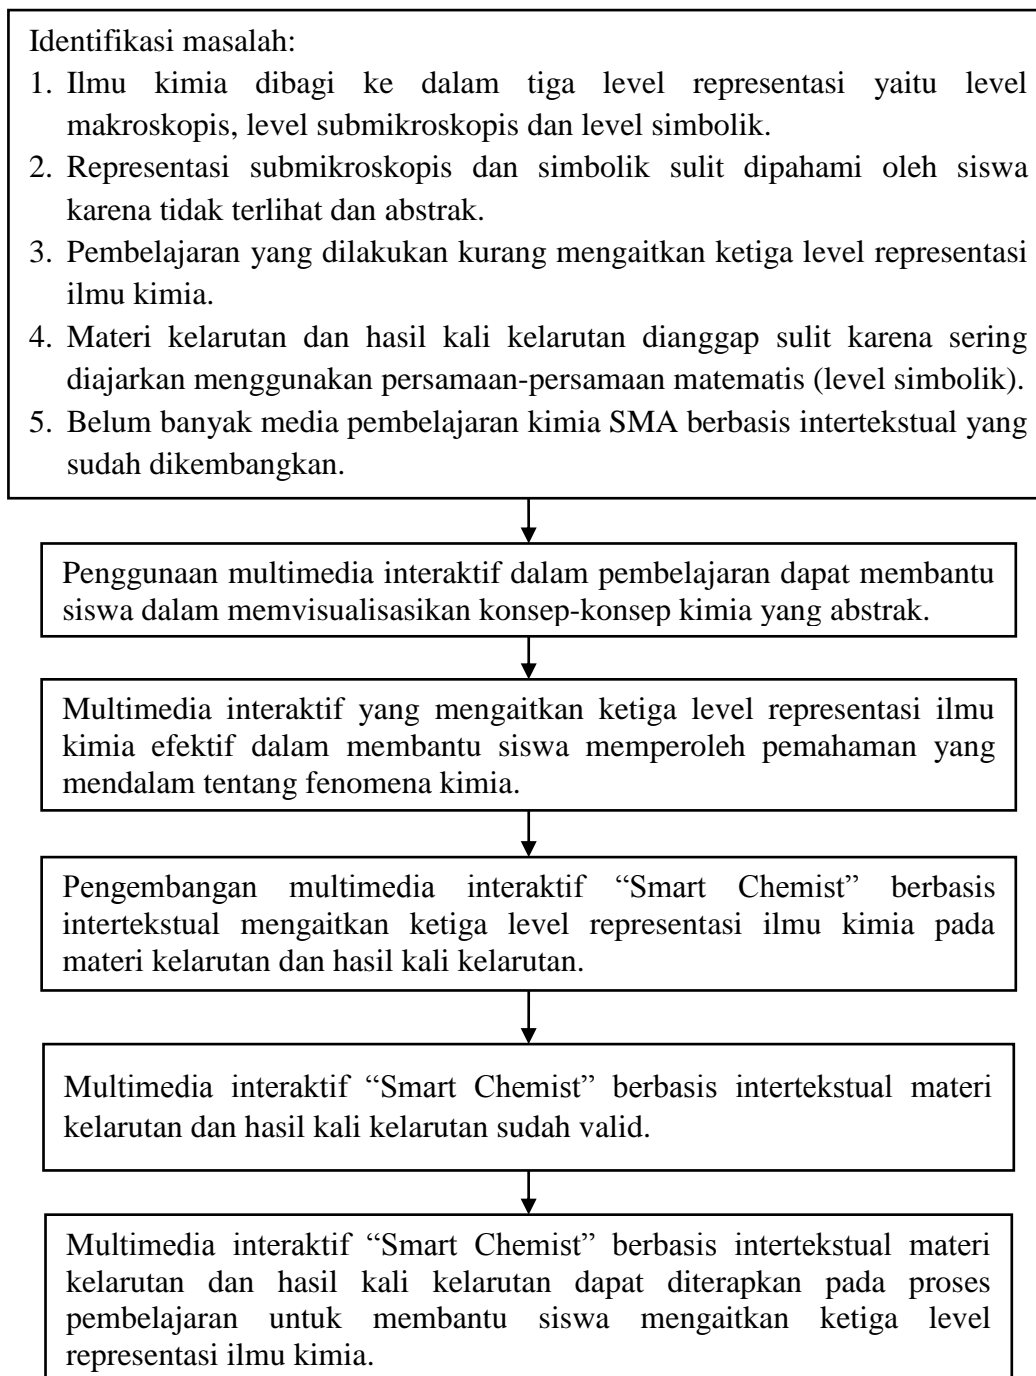 Identifikasi masalah:
1. Ilmu kimia dibagi ke dalam tiga level representasi yaitu level
makroskopis, level submikroskopis dan level simbolik.
2. Representasi submikroskopis dan simbolik sulit dipahami oleh siswa
karena tidak terlihat dan abstrak.
3. Pembelajaran yang dilakukan kurang mengaitkan ketiga level representasi
ilmu kimia.
4. Materi kelarutan dan hasil kali kelarutan dianggap sulit karena sering
diajarkan menggunakan persamaan-persamaan matematis (level simbolik).
5. Belum banyak media pembelajaran kimia SMA berbasis intertekstual yang
sudah dikembangkan.
Penggunaan multimedia interaktif dalam pembelajaran dapat membantu
siswa dalam memvisualisasikan konsep-konsep kimia yang abstrak.
Multimedia interaktif yang mengaitkan ketiga level representasi ilmu
kimia efektif dalam membantu siswa memperoleh pemahaman yang
mendalam tentang fenomena kimia.
Pengembangan multimedia interaktif “Smart Chemist” berbasis
intertekstual mengaitkan ketiga level representasi ilmu kimia pada
materi kelarutan dan hasil kali kelarutan.
Multimedia interaktif “Smart Chemist” berbasis intertekstual materi
kelarutan dan hasil kali kelarutan sudah valid.
Multimedia interaktif “Smart Chemist” berbasis intertekstual materi
kelarutan dan hasil kali kelarutan dapat diterapkan pada proses
pembelajaran untuk membantu siswa mengaitkan ketiga level
representasi ilmu kimia.